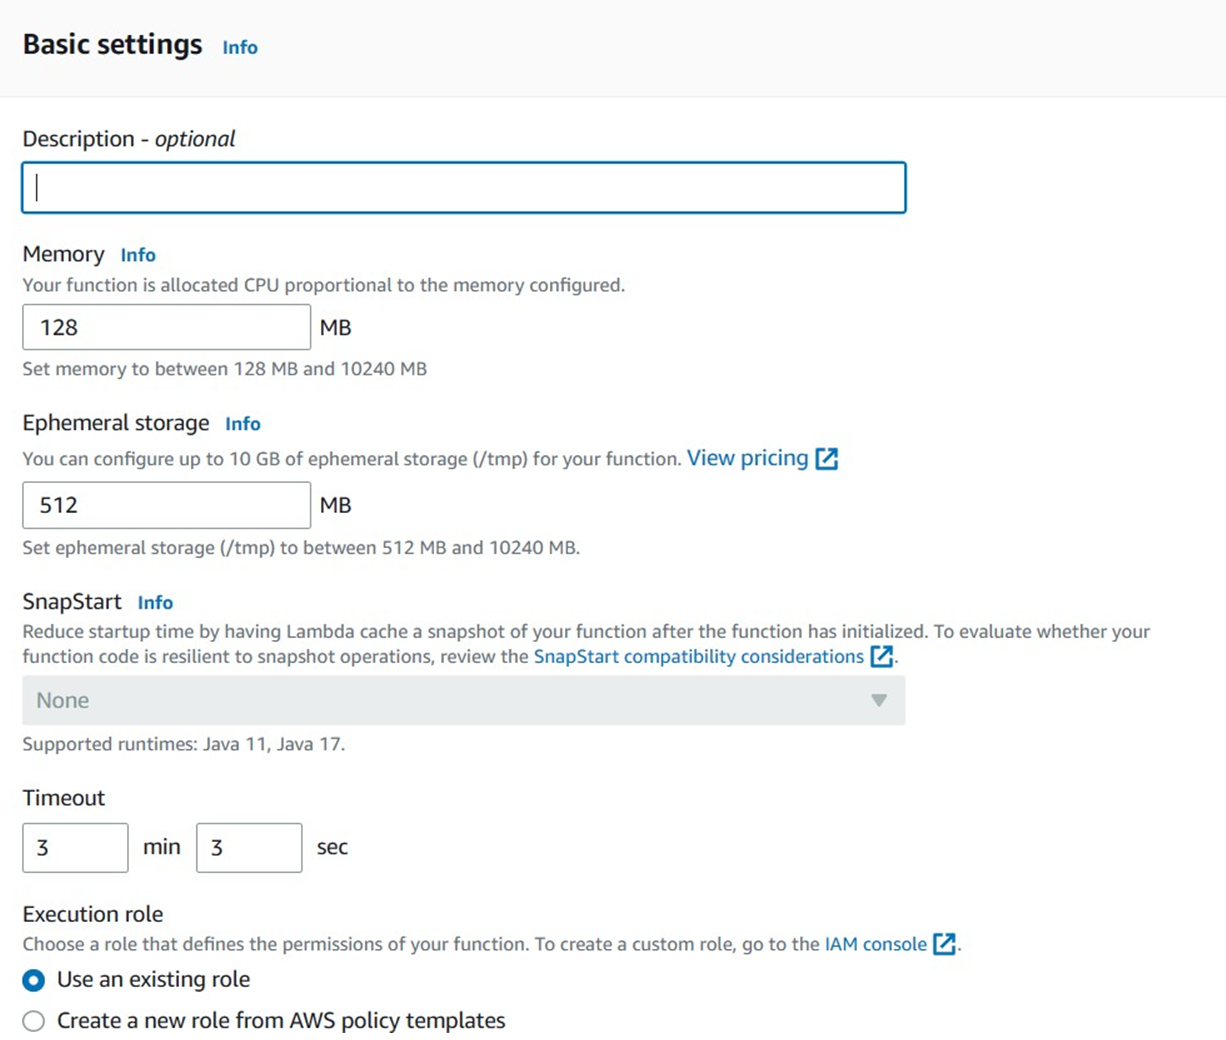 Basic settings Info
Description - optional
Memory Info
Your function is allocated CPU proportional to the memory configured.
128 MB
Set memory to between 128 MB and 10240 MB
Ephemeral storage Info
You can configure up to 10 GB of ephemeral storage (/tmp) for your function. View pricing
512 MB
Set ephemeral storage (/tmp) to between 512 MB and 10240 MB.
SnapStart Info
Reduce startup time by having Lambda cache a snapshot of your function after the function has initialized. To evaluate whether your
function code is resilient to snapshot operations, review the SnapStart compatibility considerations .
None
Supported runtimes: Java 11, Java 17.
Timeout
3 min 3 sec
Execution role
Choose a role that defines the permissions of your function. To create a custom role, go to the IAM console .
Use an existing role
Create a new role from AWS policy templates